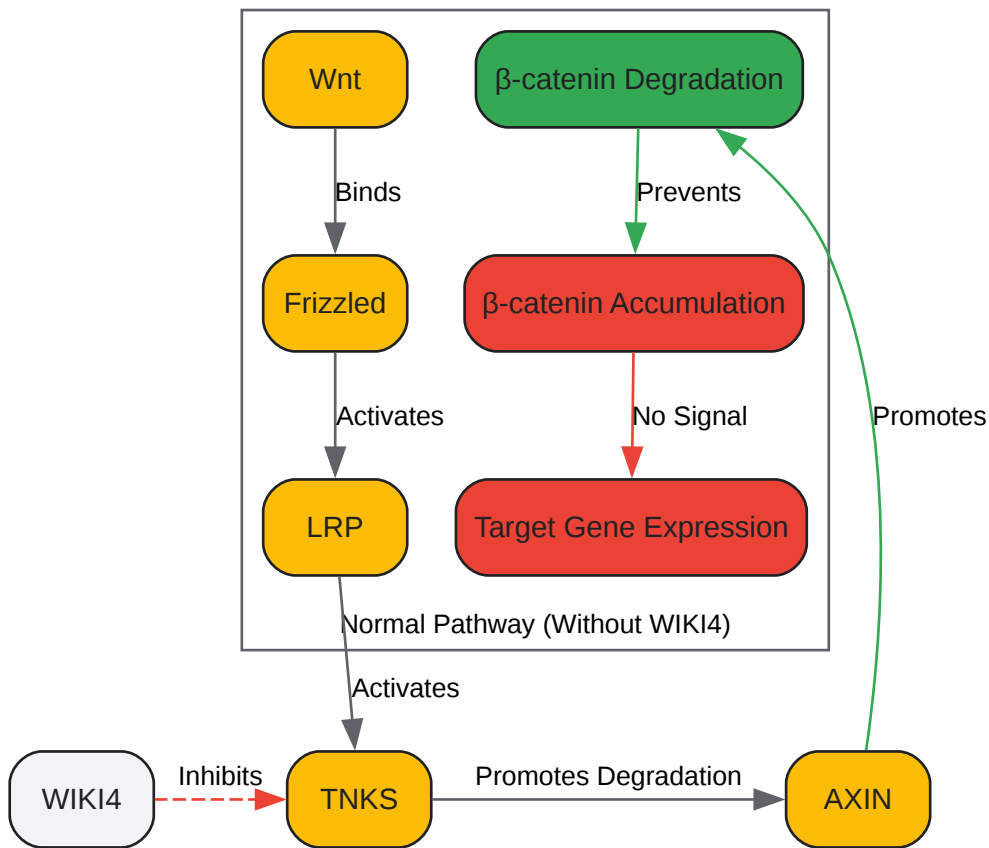 Wnt
β-catenin Degradation
Binds
Prevents
Frizzled
β-catenin Accumulation
Activates
No Signal
Promotes
LRP
Target Gene Expression
Normal Pathway (Without WIKI4)
Activates
WIKI4
Inhibits
TNKS
Promotes Degradation
AXIN